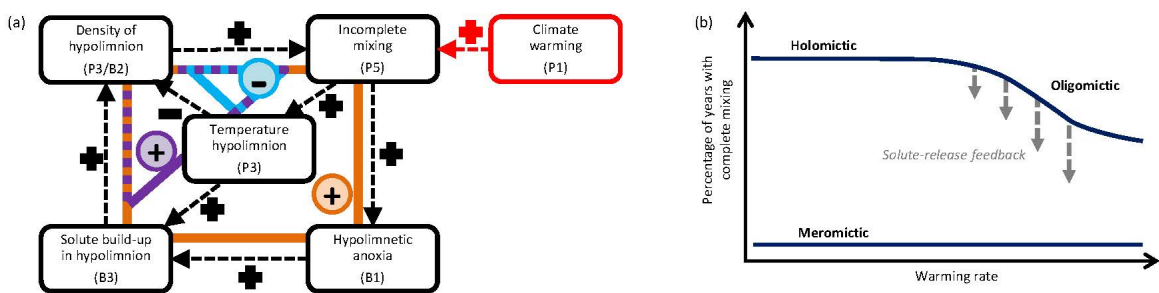 (a)
Density of
hypolimnion
(P3/B2)
+
Incomplete
mixing
(P5)
+
Climate
warming
(P1)
-
-
+
Temperature
hypolimnion
(P3)
+
+
+
+
+
Solute build-up
in hypolimnion
(B3)
+
Hypolimnetic
anoxia
(B1)
(b)
Percentage of years with
complete mixing
Holomictic
Oligomictic
Solute-release feedback
Meromictic
Warming rate